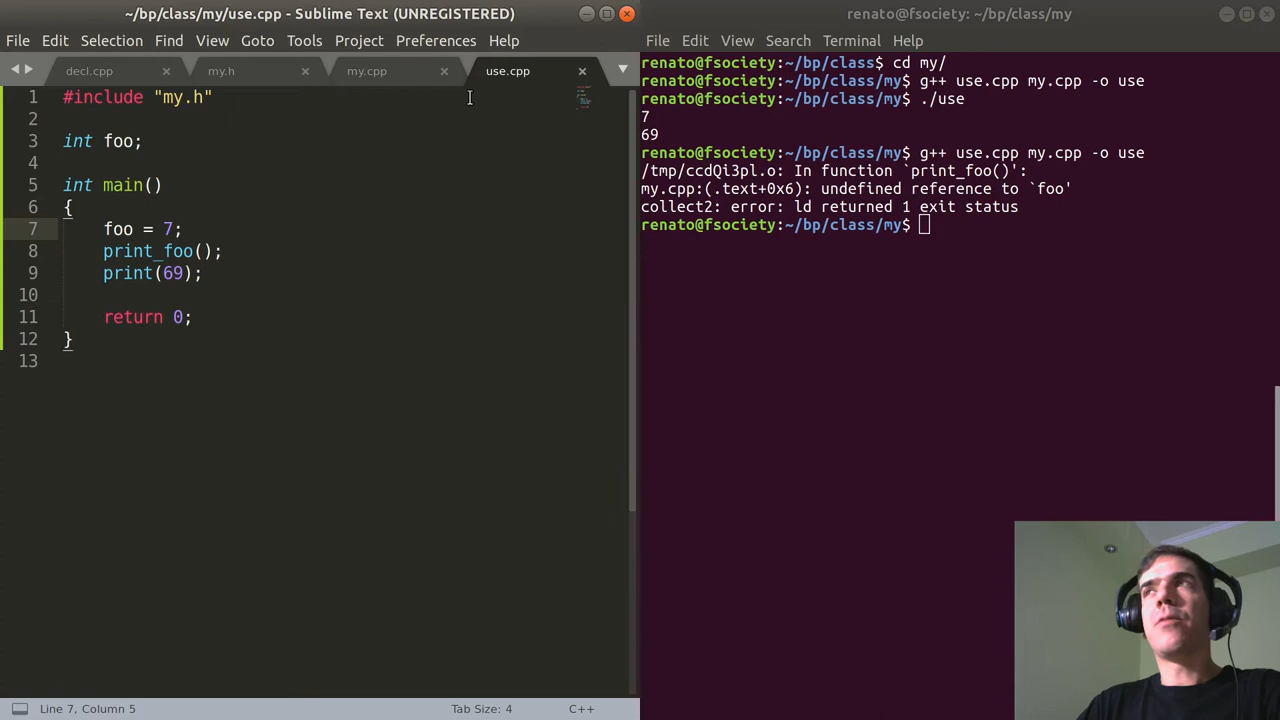 ~/bp/class/my/use.cpp - Sublime Text (UNREGISTERED)
File Edit Selection Find View Goto Tools Project Preferences Help
decl.cpp my.h my.cpp use.cpp
1 #include "my.h"
2
3 int foo;
4
5 int main()
6 {
7 foo = 7;
8 print_foo();
9 print(69);
10
11 return 0;
12 }
13
Line 7, Column 5 Tab Size: 4 C++
renato@fsociety: ~/bp/class/my
File Edit View Search Terminal Help
renato@fsociety:~/bp/class$ cd my/
renato@fsociety:~/bp/class/my$ g++ use.cpp my.cpp -o use
renato@fsociety:~/bp/class/my$ ./use
7
69
renato@fsociety:~/bp/class/my$ g++ use.cpp my.cpp -o use
/tmp/ccdQi3pl.o: In function `print_foo()':
my.cpp:(.text+0x6): undefined reference to `foo'
collect2: error: ld returned 1 exit status
renato@fsociety:~/bp/class/my$